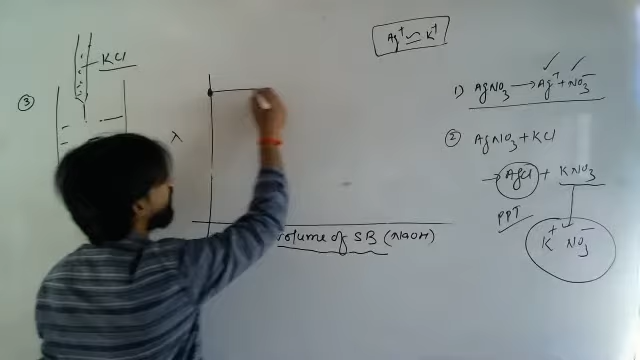 ③
KCl
Ag⁺ ≃ K⁺
λ
volume of SB (NaOH)
1) AgNO₃ → Ag⁺ + NO₃⁻
② AgNO₃ + KCl
→ AgCl + KNO₃
PPT
K⁺ NO₃⁻